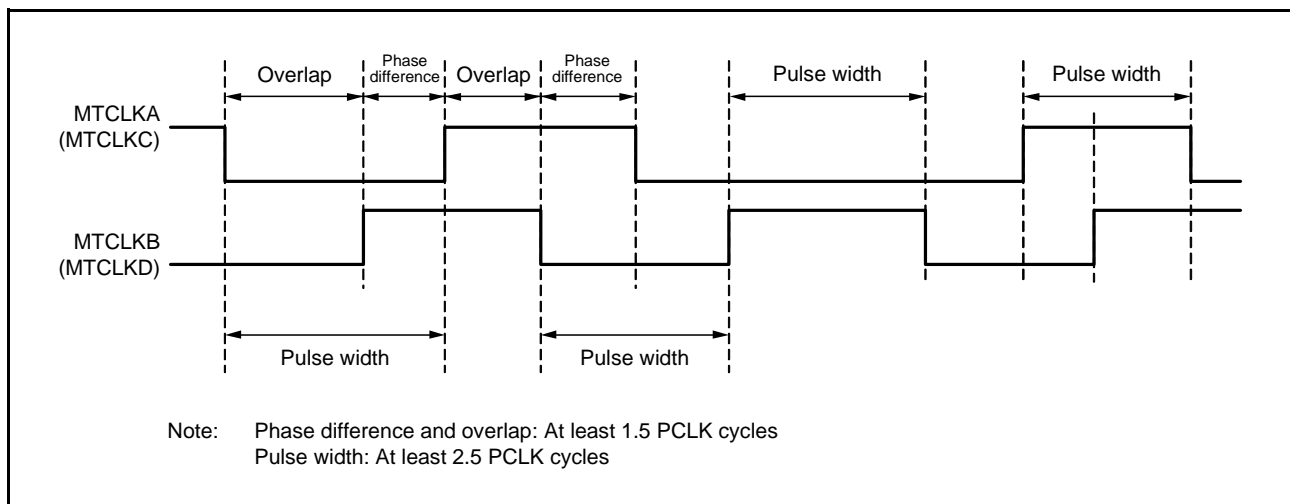 Overlap
Phase
difference
Overlap
Phase
difference
Pulse width
Pulse width
MTCLKA
(MTCLKC)
MTCLKB
(MTCLKD)
Pulse width
Pulse width
Note: Phase difference and overlap: At least 1.5 PCLK cycles
Pulse width: At least 2.5 PCLK cycles